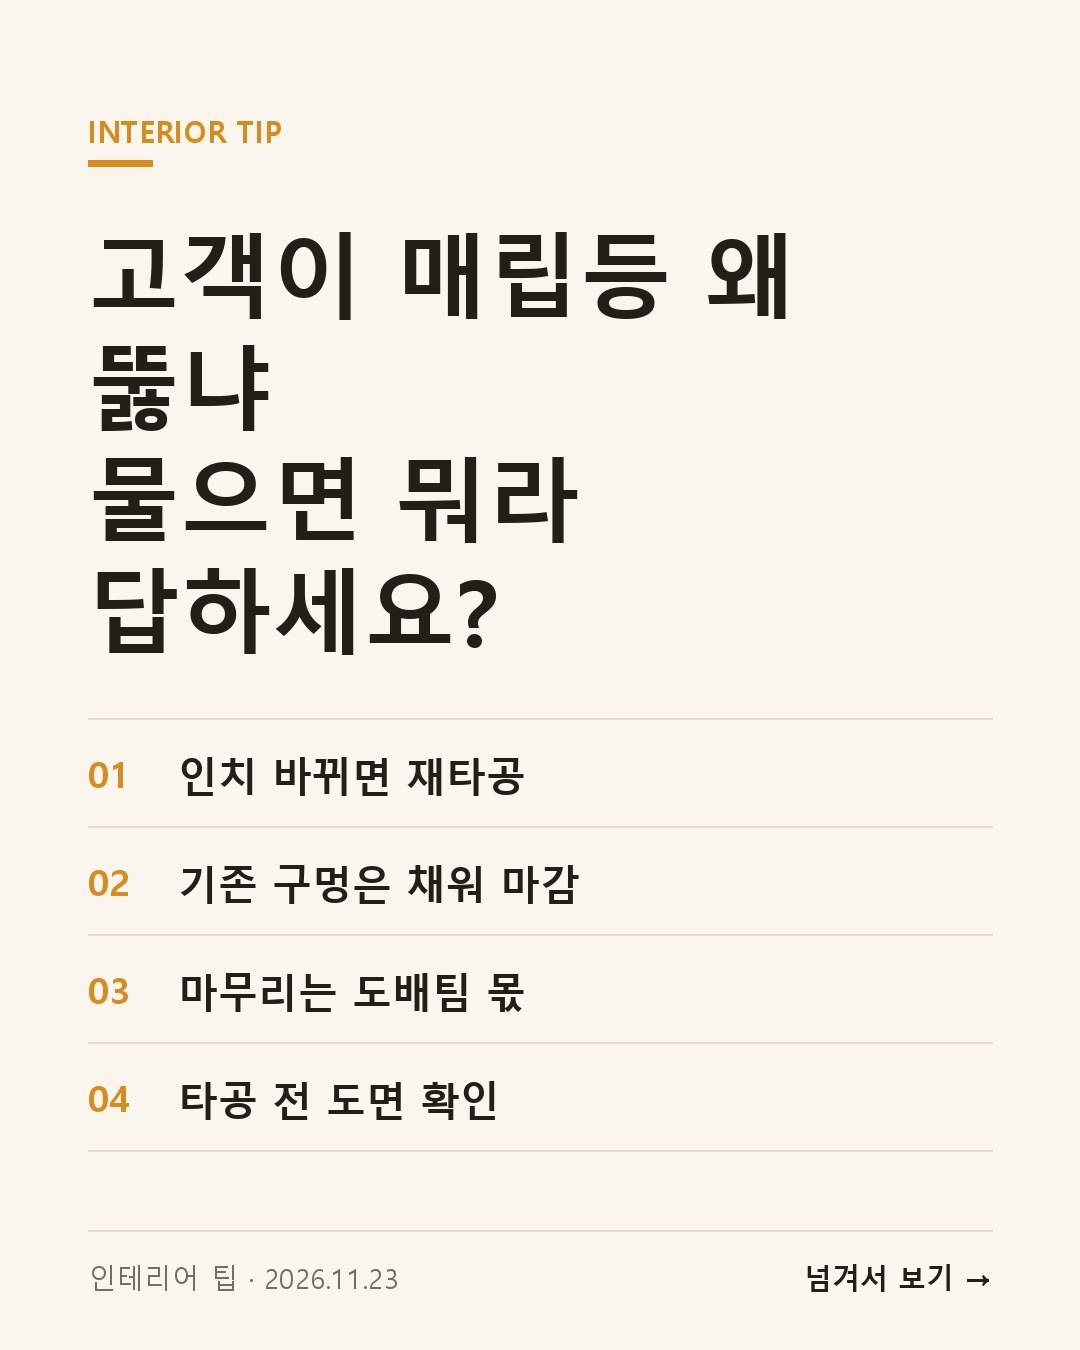 INTERIOR TIP
고객이 매립등 왜
뚫냐
물으면 뭐라
답하세요?
01 인치 바뀌면 재타공
02 기존 구멍은 채워 마감
03 마무리는 도배팀 몫
04 타공 전 도면 확인
인테리어 팁 · 2026.11.23
넘겨서 보기 →